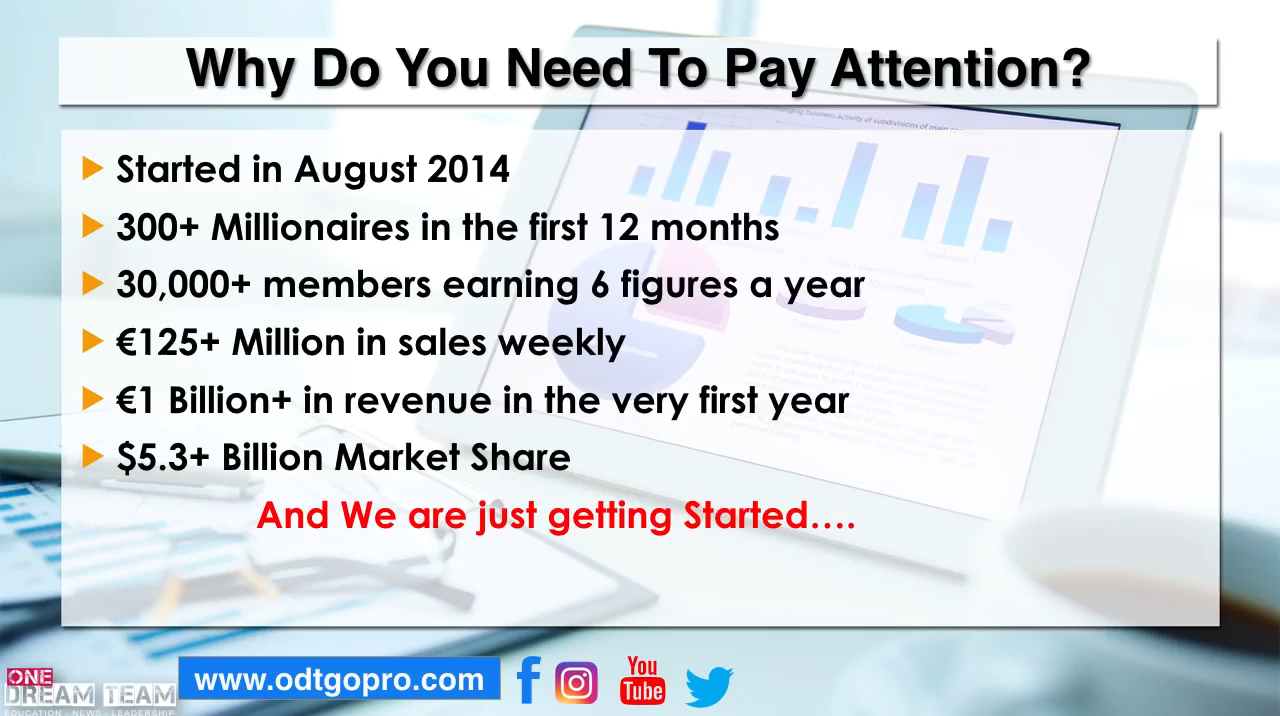 Why Do You Need To Pay Attention?
Started in August 2014
300+ Millionaires in the first 12 months
30,000+ members earning 6 figures a year
€125+ Million in sales weekly
€1 Billion+ in revenue in the very first year
$5.3+ Billion Market Share
And We are just getting Started....
ONE
DREAM TEAM
EDUCATION - NEWS - LEADERSHIP
www.odtgopro.com
You
Tube